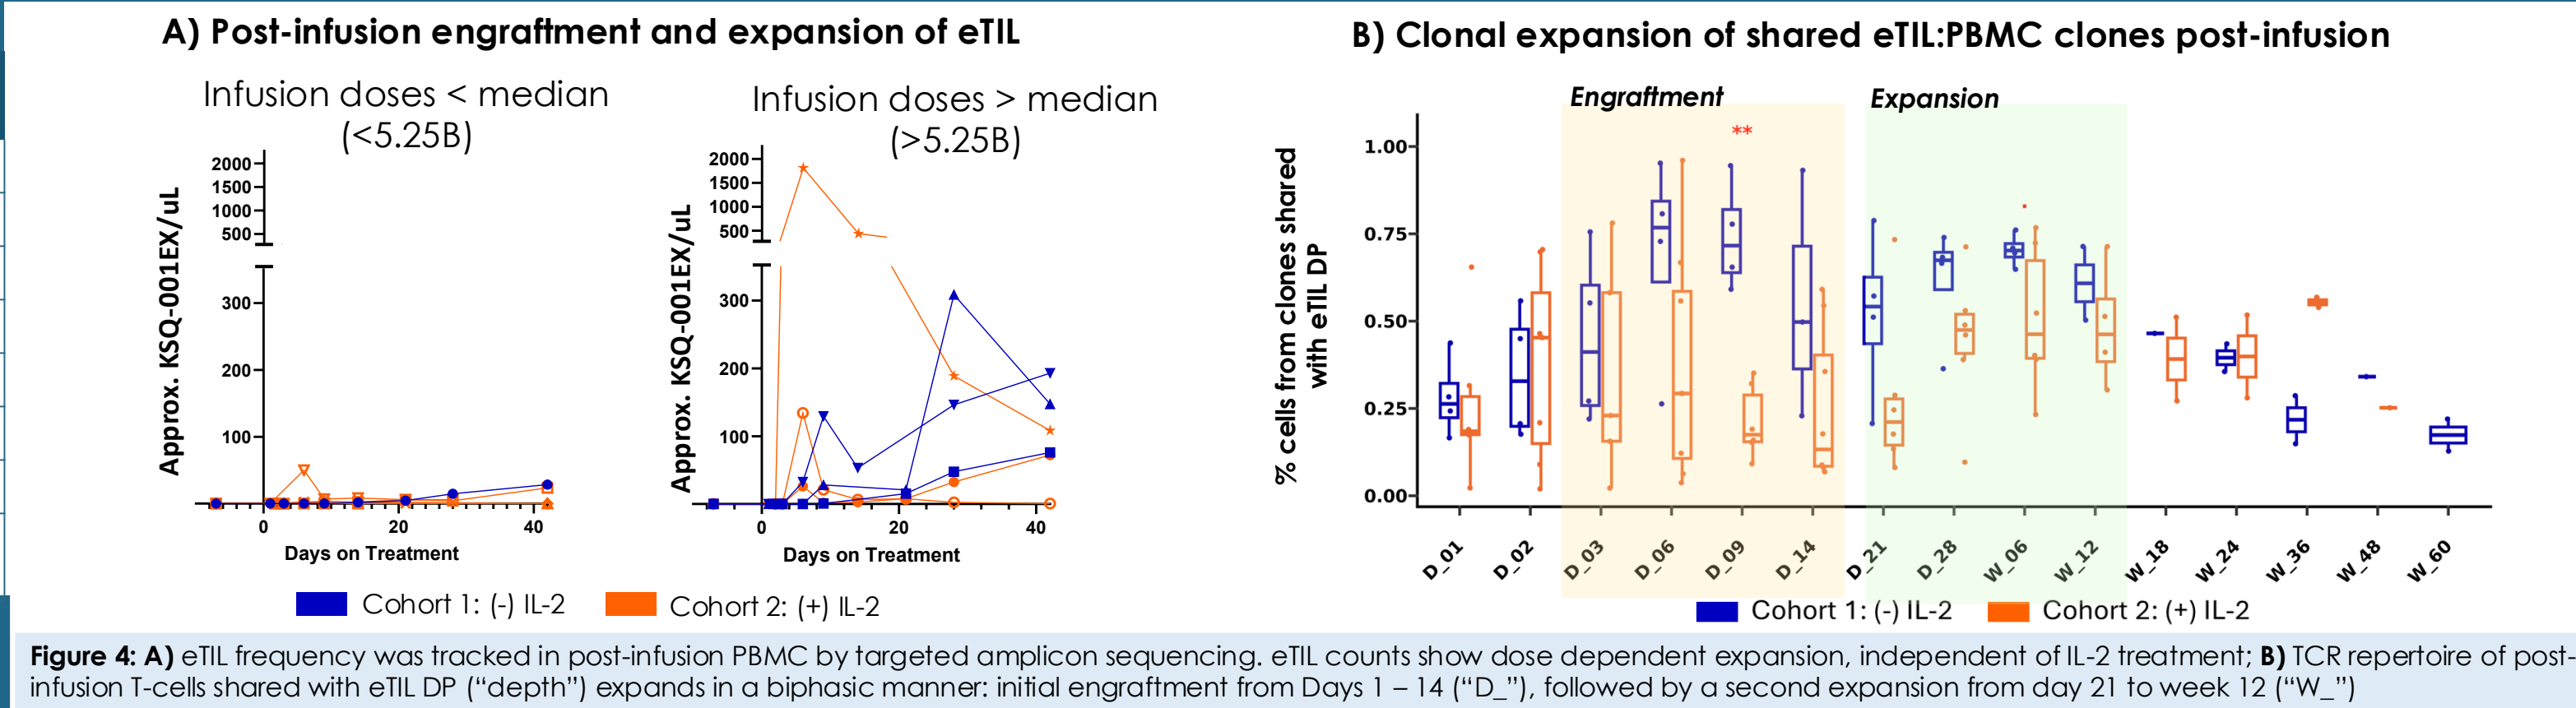 A) Post-infusion engraftment and expansion of eTIL
Infusion doses < median
(<5.25B)
Approx. KSQ-001EX/uL
2000
1500
1000
500
300
200
100
0
20
40
Days on Treatment
Infusion doses > median
(>5.25B)
Approx. KSQ-001EX/uL
2000
1500
1000
500
300
200
100
0
20
40
Days on Treatment
Cohort 1: (-) IL-2
Cohort 2: (+) IL-2
B) Clonal expansion of shared eTIL:PBMC clones post-infusion
Engraftment
Expansion
**
% cells from clones shared
with eTIL DP
1.00
0.75
0.50
0.25
0.00
D_01
D_02
D_03
D_06
D_09
D_14
D_21
D_28
W_06
W_12
W_18
W_24
W_36
W_48
W_60
Cohort 1: (-) IL-2
Cohort 2: (+) IL-2
Figure 4: A) eTIL frequency was tracked in post-infusion PBMC by targeted amplicon sequencing. eTIL counts show dose dependent expansion, independent of IL-2 treatment; B) TCR repertoire of post-
infusion T-cells shared with eTIL DP (“depth”) expands in a biphasic manner: initial engraftment from Days 1 – 14 (“D_”), followed by a second expansion from day 21 to week 12 (“W_”)